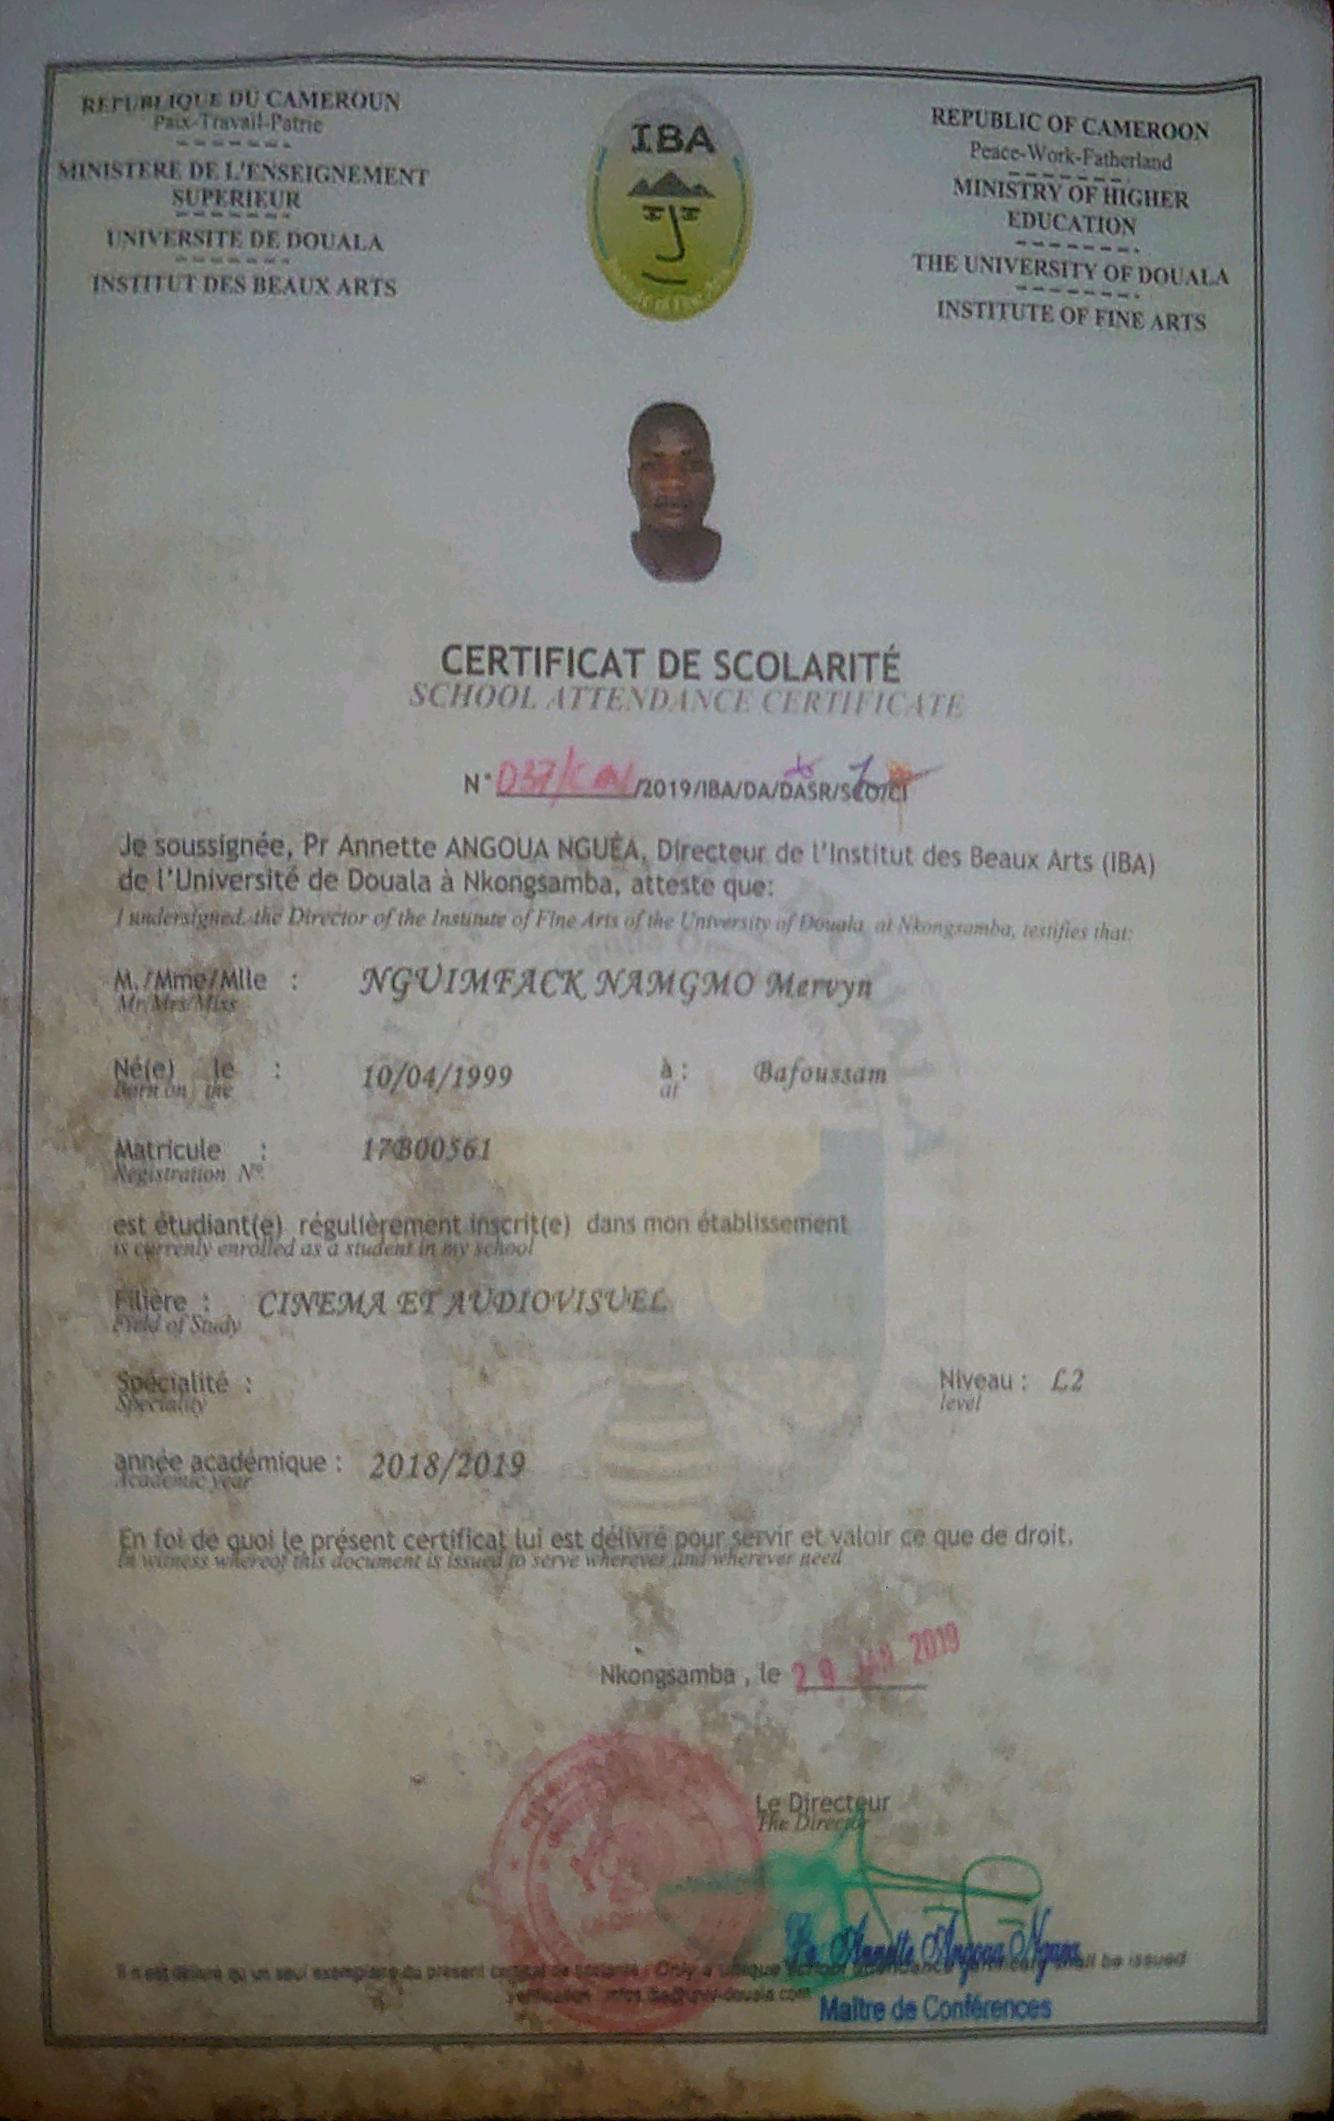 REPUBLIQUE DU CAMEROUN
Paix-Travail-Patrie
MINISTERE DE L'ENSEIGNEMENT
SUPERIEUR
UNIVERSITE DE DOUALA
INSTITUT DES BEAUX ARTS
IBA
REPUBLIC OF CAMEROON
Peace-Work-Fatherland
MINISTRY OF HIGHER
EDUCATION
THE UNIVERSITY OF DOUALA
INSTITUTE OF FINE ARTS
CERTIFICAT DE SCOLARITÉ
SCHOOL ATTENDANCE CERTIFICATE
N° 037/ /2019/IBA/DA/DASR/SCO/CI
Je soussignée, Pr Annette ANGOUA NGUÉA, Directeur de l'Institut des Beaux Arts (IBA)
de l'Université de Douala à Nkongsamba, atteste que:
I undersigned, the Director of the Institute of Fine Arts of the University of Douala, at Nkongsamba, testifies that:
M./Mme/Mlle : NGUIMFACK NAMGMO Mervyn
Mr/Mrs/Miss
Né(e) le : 10/04/1999 à : Bafoussam
Born on the at
Matricule : 17B00561
Registration N°
est étudiant(e) régulièrement inscrit(e) dans mon établissement
is currenly enrolled as a student in my school
Filière : CINEMA ET AUDIOVISUEL
Field of Study
Spécialité : Niveau : L2
Speciality level
année académique : 2018/2019
Academic year
En foi de quoi le présent certificat lui est délivré pour servir et valoir ce que de droit.
In witness whereof this document is issued to serve wherever and wherever need
Nkongsamba , le 29 JAN 2019
Le Directeur
The Director
Pr. Annette Angoua Nguea
Il n'est délivré qu'un seul exemplaire du présent certificat de scolarité / Only a unique school attendance shall be issued
Maître de Conférences